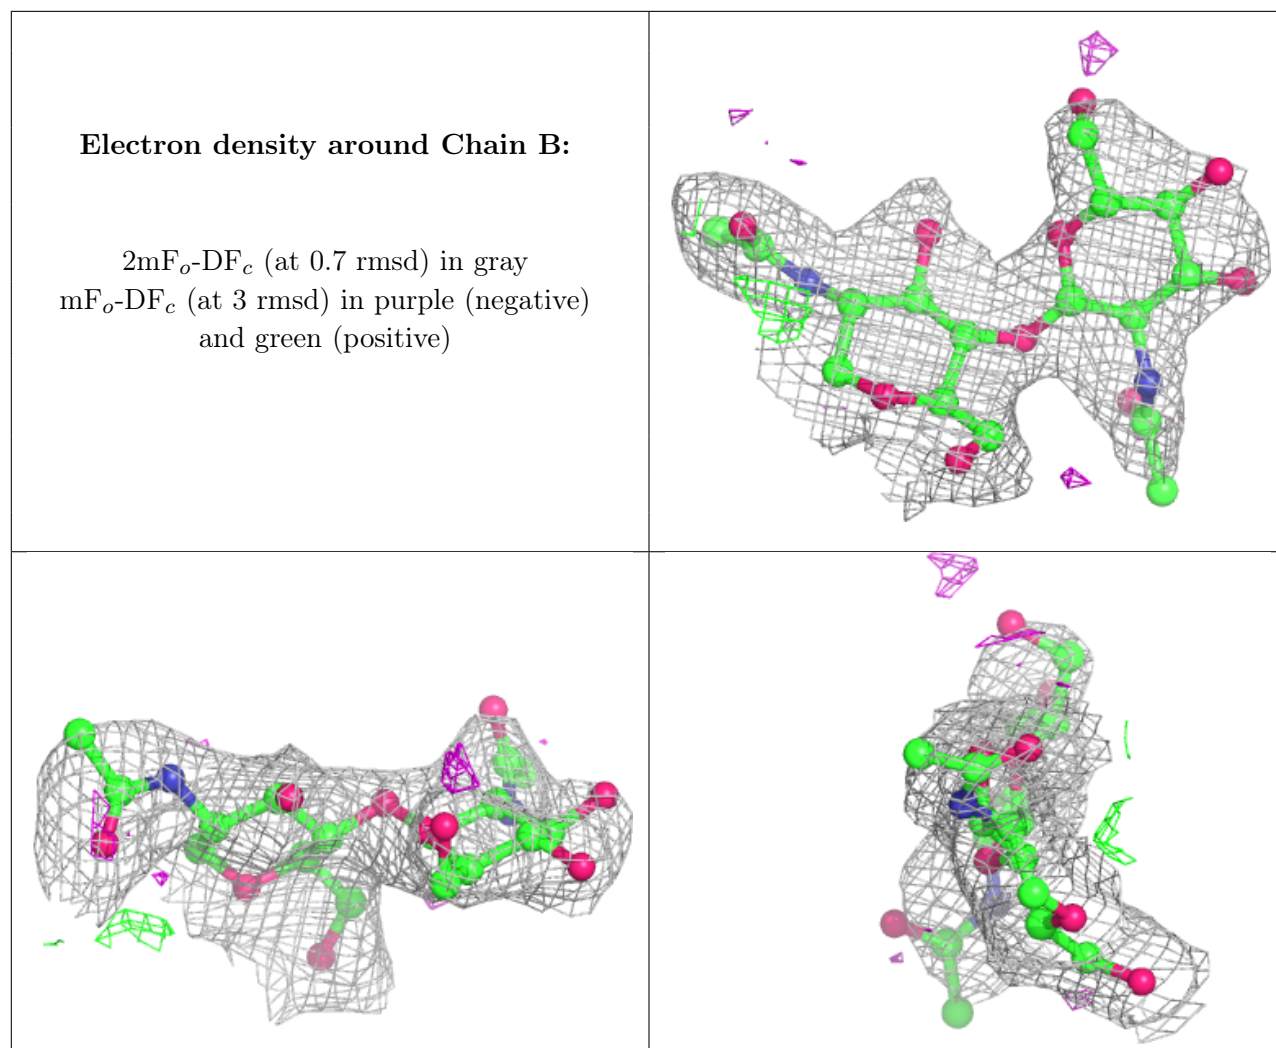 Electron density around Chain B:
2mFₒ-DF𝑐 (at 0.7 rmsd) in gray
mFₒ-DF𝑐 (at 3 rmsd) in purple (negative)
and green (positive)